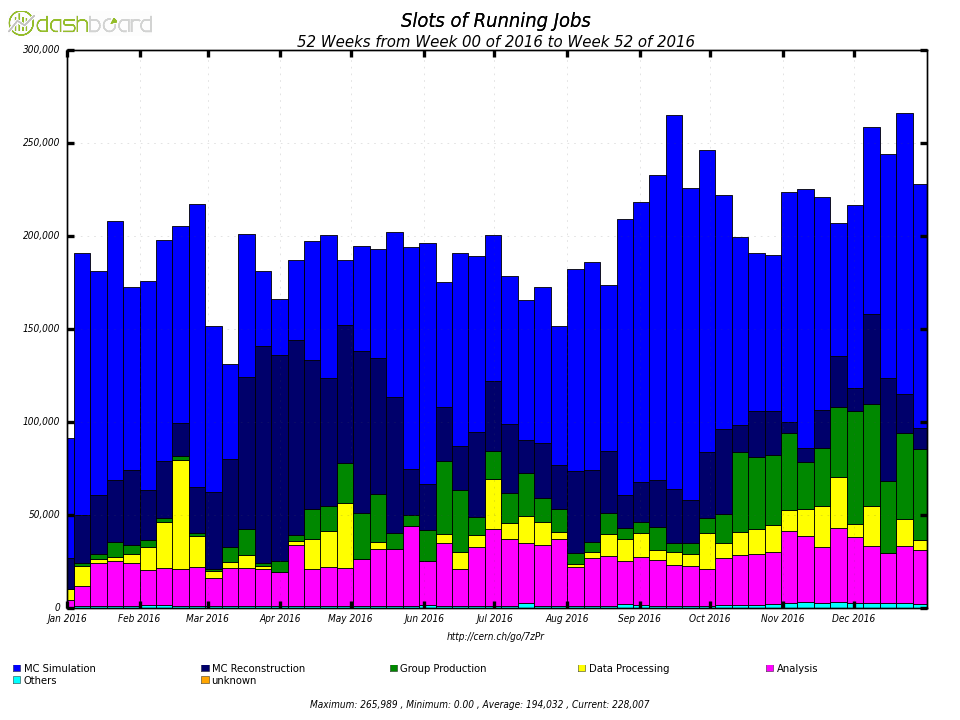 dashboard
Slots of Running Jobs
52 Weeks from Week 00 of 2016 to Week 52 of 2016
300,000
250,000
200,000
150,000
100,000
50,000
0
Jan 2016 Feb 2016 Mar 2016 Apr 2016 May 2016 Jun 2016 Jul 2016 Aug 2016 Sep 2016 Oct 2016 Nov 2016 Dec 2016
http://cern.ch/go/7zPr
MC Simulation MC Reconstruction Group Production Data Processing Analysis
Others unknown
Maximum: 265,989 , Minimum: 0.00 , Average: 194,032 , Current: 228,007